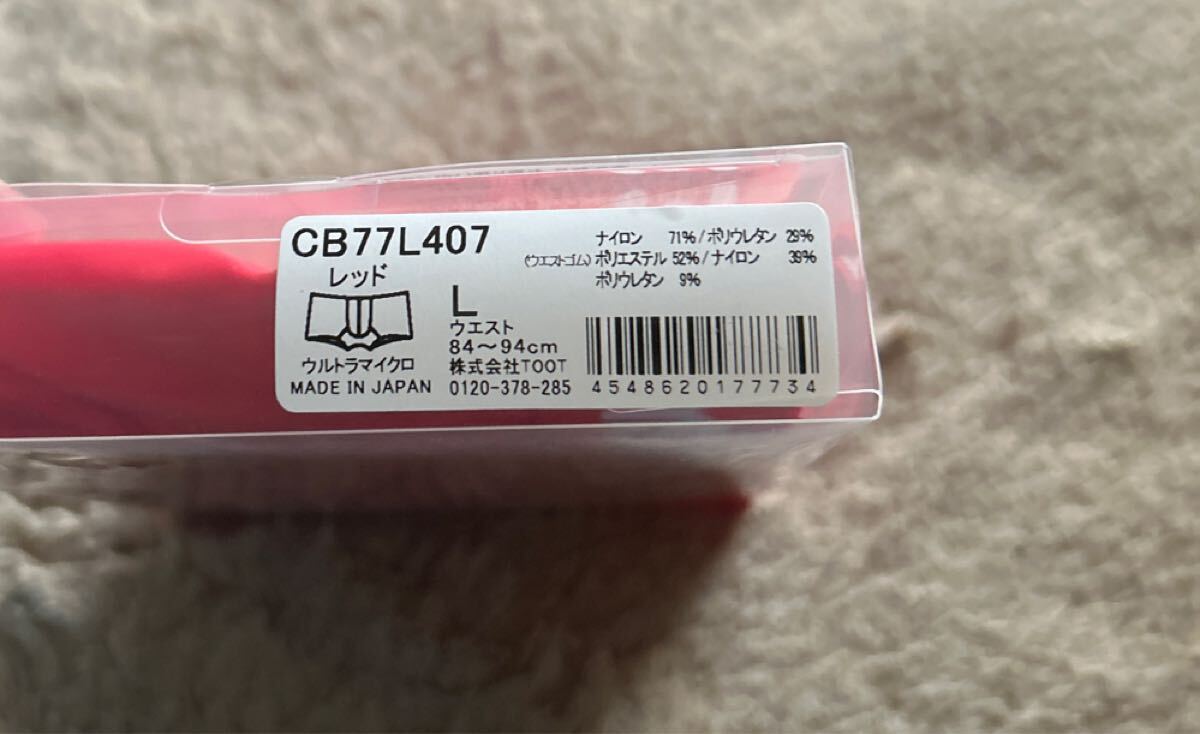 CB77L407
レッド
ウルトラマイクロ
MADE IN JAPAN
L
ウエスト
84～94cm
株式会社TOOT
0120-378-285
ナイロン 71%/ポリウレタン 29%
(ウエストゴム)ポリエステル 52%/ナイロン 39%
ポリウレタン 9%
4548620177734